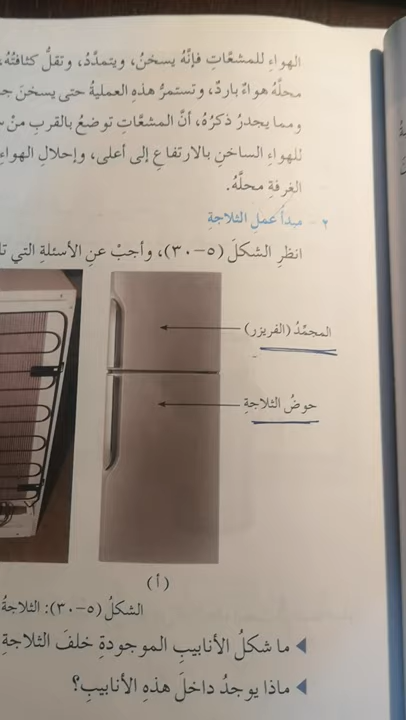 الهواءِ للمشعّاتِ فإنّهُ يسخنُ، ويتمدّدُ، وتقلُّ كثافتُهُ،
محلَّهُ هواءٌ باردٌ، وتستمرُّ هذهِ العمليةُ حتى يسخنَ
ومما يجدرُ ذكرُهُ، أنَّ المشعّاتِ توضعُ بالقربِ منْ
للهواءِ الساخنِ بالارتفاعِ إلى أعلى، وإحلالِ الهواءِ
الغرفةِ محلَّهُ.
٢ - مبدأ عملِ الثلاجةِ
انظرِ الشكلَ (٥-٣٠)، وأجبْ عنِ الأسئلةِ التي
المجمّدُ (الفريزر)
حوضُ الثلاجةِ
(أ)
الشكلُ (٥-٣٠): الثلاجةُ
ما شكلُ الأنابيبِ الموجودةِ خلفَ الثلاجةِ
ماذا يوجدُ داخلَ هذهِ الأنابيبِ؟